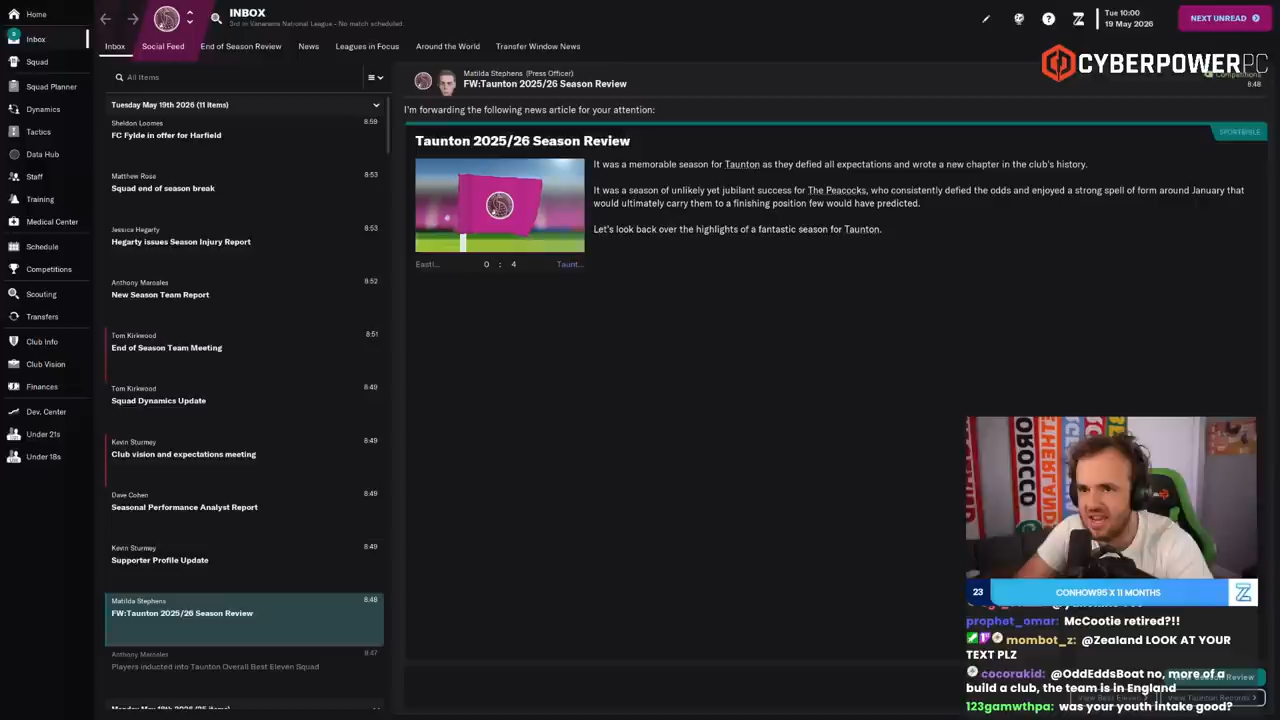 Home
Inbox
Squad
Squad Planner
Dynamics
Tactics
Data Hub
Staff
Training
Medical Center
Schedule
Competitions
Scouting
Transfers
Club Info
Club Vision
Finances
Dev. Center
Under 21s
Under 18s
INBOX
3rd in Vanarama National League - No match scheduled.
Tue 10:00
19 May 2026
NEXT UNREAD
Inbox
Social Feed
End of Season Review
News
Leagues in Focus
Around the World
Transfer Window News
CYBERPOWERPC
All Items
Tuesday May 19th 2026 (11 items)
Sheldon Loomes
8:59
FC Fylde in offer for Harfield
Matthew Rose
8:53
Squad end of season break
Jessica Hegarty
8:53
Hegarty issues Season Injury Report
8:52
New Season Team Report
Tom Kirkwood
8:51
End of Season Team Meeting
Tom Kirkwood
8:49
Squad Dynamics Update
Kevin Sturmey
8:49
Club vision and expectations meeting
Dave Cohen
8:49
Seasonal Performance Analyst Report
Kevin Sturmey
8:49
Supporter Profile Update
Matilda Stephens
8:48
FW:Taunton 2025/26 Season Review
Players inducted into Taunton Overall Best Eleven Squad
Matilda Stephens (Press Officer)
FW:Taunton 2025/26 Season Review
8:48
I'm forwarding the following news article for your attention:
SPORTBIBLE
Taunton 2025/26 Season Review
It was a memorable season for Taunton as they defied all expectations and wrote a new chapter in the club's history.
It was a season of unlikely yet jubilant success for The Peacocks, who consistently defied the odds and enjoyed a strong spell of form around January that
would ultimately carry them to a finishing position few would have predicted.
Let's look back over the highlights of a fantastic season for Taunton.
Eastl... 0 : 4 Taunt...
23
CONHOW95 X 11 MONTHS
prophet_omar: McCootie retired?!!
mombot_z: @Zealand LOOK AT YOUR
TEXT PLZ
cocorakid: @OddEddsBoat no, more of a
build a club, the team is in England
123gamwthpa: was your youth intake good?